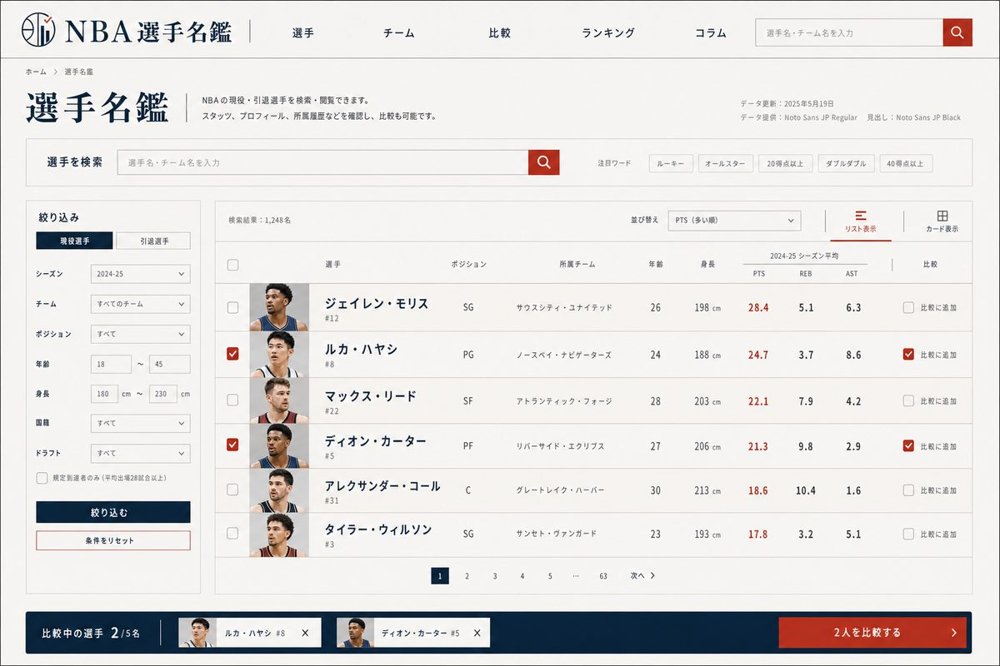 NBA 選手名鑑
選手
チーム
比較
ランキング
コラム
選手名・チーム名を入力
ホーム > 選手名鑑
選手名鑑
NBAの現役・引退選手を検索・閲覧できます。
スタッツ、プロフィール、所属履歴などを確認し、比較も可能です。
データ更新：2025年5月19日
データ提供：Noto Sans JP Regular 見出し：Noto Sans JP Black
選手を検索
選手名・チーム名を入力
注目ワード
ルーキー
オールスター
20得点以上
ダブルダブル
40得点以上
絞り込み
現役選手
引退選手
シーズン
2024-25
チーム
すべてのチーム
ポジション
すべて
年齢
18 ～ 45
身長
180 cm ～ 230 cm
国籍
すべて
ドラフト
すべて
規定到達者のみ (平均出場28試合以上)
絞り込む
条件をリセット
検索結果：1,248名
並び替え
PTS（多い順）
リスト表示
カード表示
選手
ポジション
所属チーム
年齢
身長
2024-25 シーズン平均
PTS REB AST
比較
ジェイレン・モリス
#12
SG サウスシティ・ユナイテッド 26 198 cm 28.4 5.1 6.3 比較に追加
ルカ・ハヤシ
#8
PG ノースベイ・ナビゲーターズ 24 188 cm 24.7 3.7 8.6 比較に追加
マックス・リード
#22
SF アトランティック・フォージ 28 203 cm 22.1 7.9 4.2 比較に追加
ディオン・カーター
#5
PF リバーサイド・エクリプス 27 206 cm 21.3 9.8 2.9 比較に追加
アレクサンダー・コール
#31
C グレートレイク・ハーバー 30 213 cm 18.6 10.4 1.6 比較に追加
タイラー・ウィルソン
#3
SG サンセト・ヴァンガード 23 193 cm 17.8 3.2 5.1 比較に追加
1 2 3 4 5 … 63 次へ >
比較中の選手 2/5名
ルカ・ハヤシ #8 ×
ディオン・カーター #5 ×
2人を比較する >